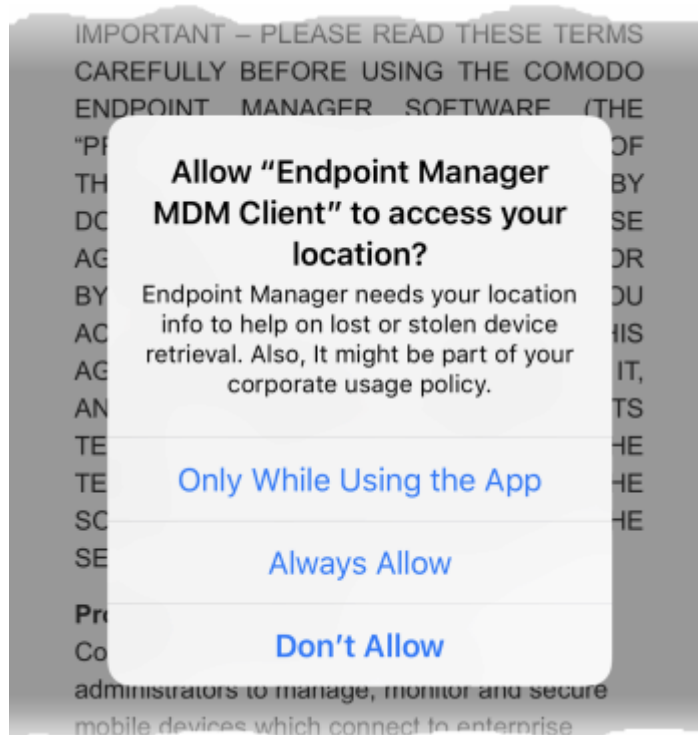 IMPORTANT – PLEASE READ THESE TERMS
CAREFULLY BEFORE USING THE COMODO
ENDPOINT MANAGER SOFTWARE (THE
OF
BY
Allow “Endpoint Manager
MDM Client” to access your
location?
Endpoint Manager needs your location
info to help on lost or stolen device
retrieval. Also, It might be part of your
corporate usage policy.
IT,
Only While Using the App
Always Allow
Don’t Allow
administrators to manage, monitor and secure
mobile devices which connect to enterprise